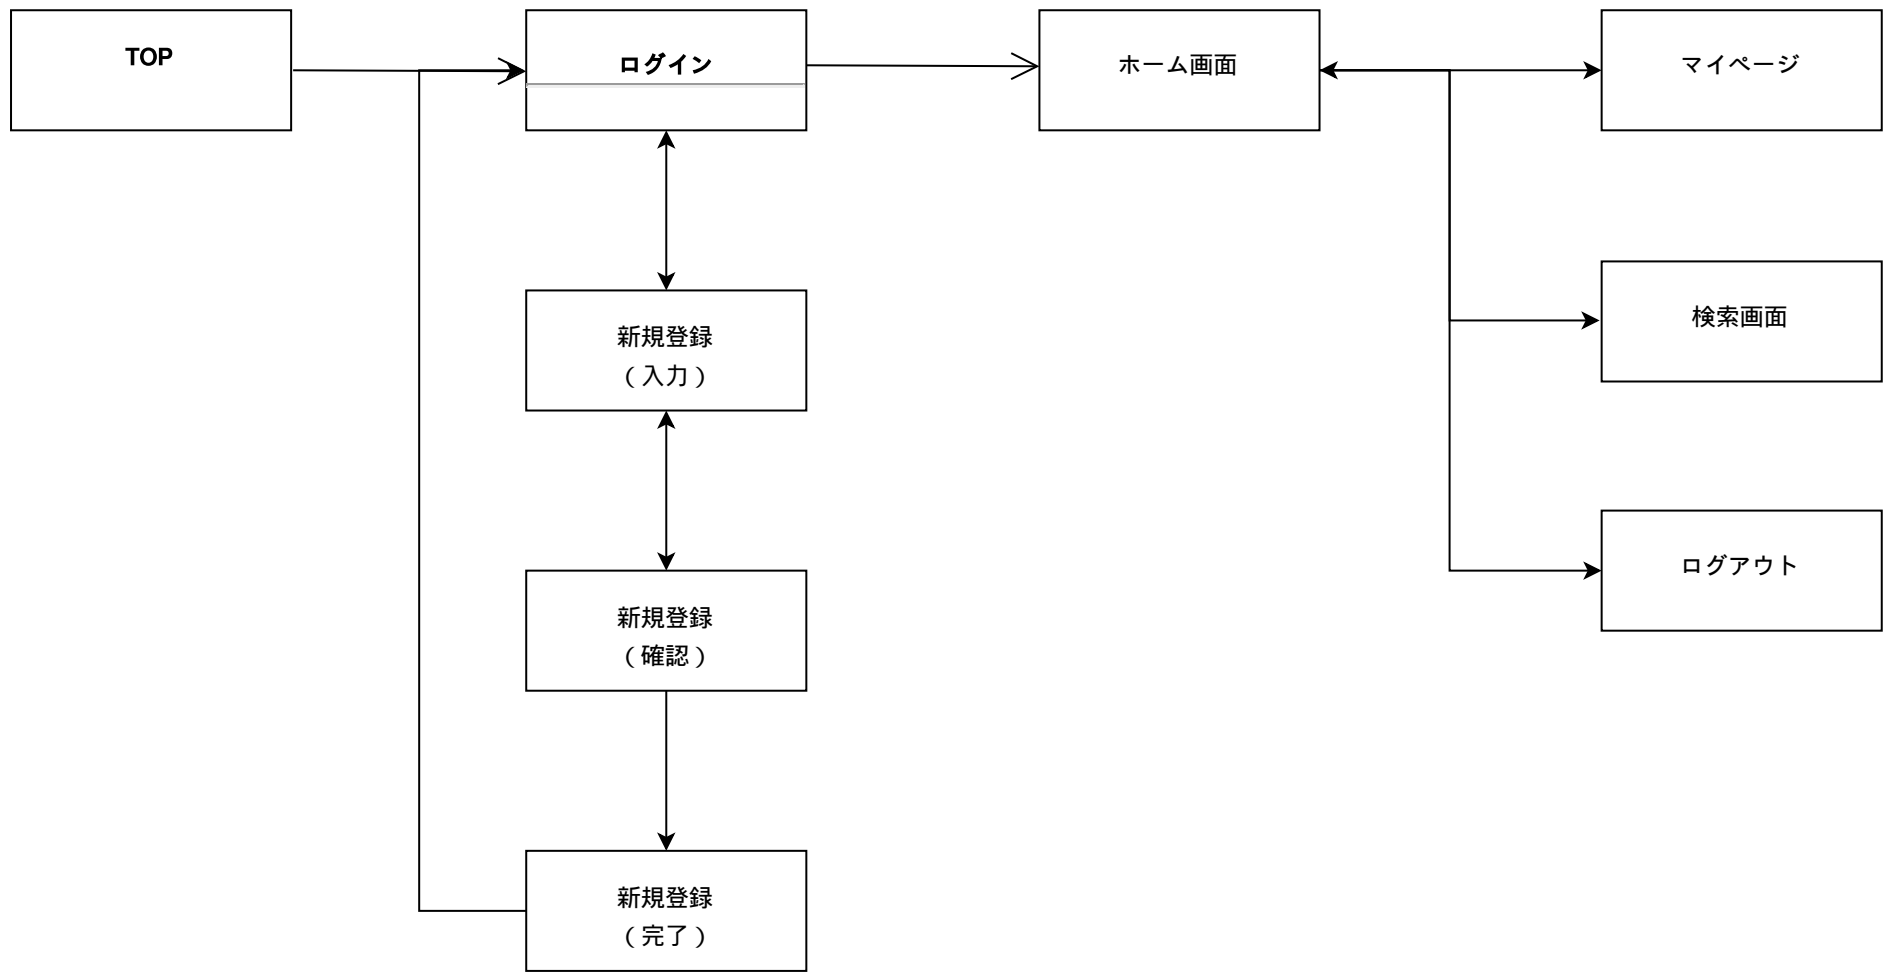 TOP
ログイン
ホーム画面
マイページ
新規登録
（入力）
検索画面
新規登録
（確認）
ログアウト
新規登録
（完了）